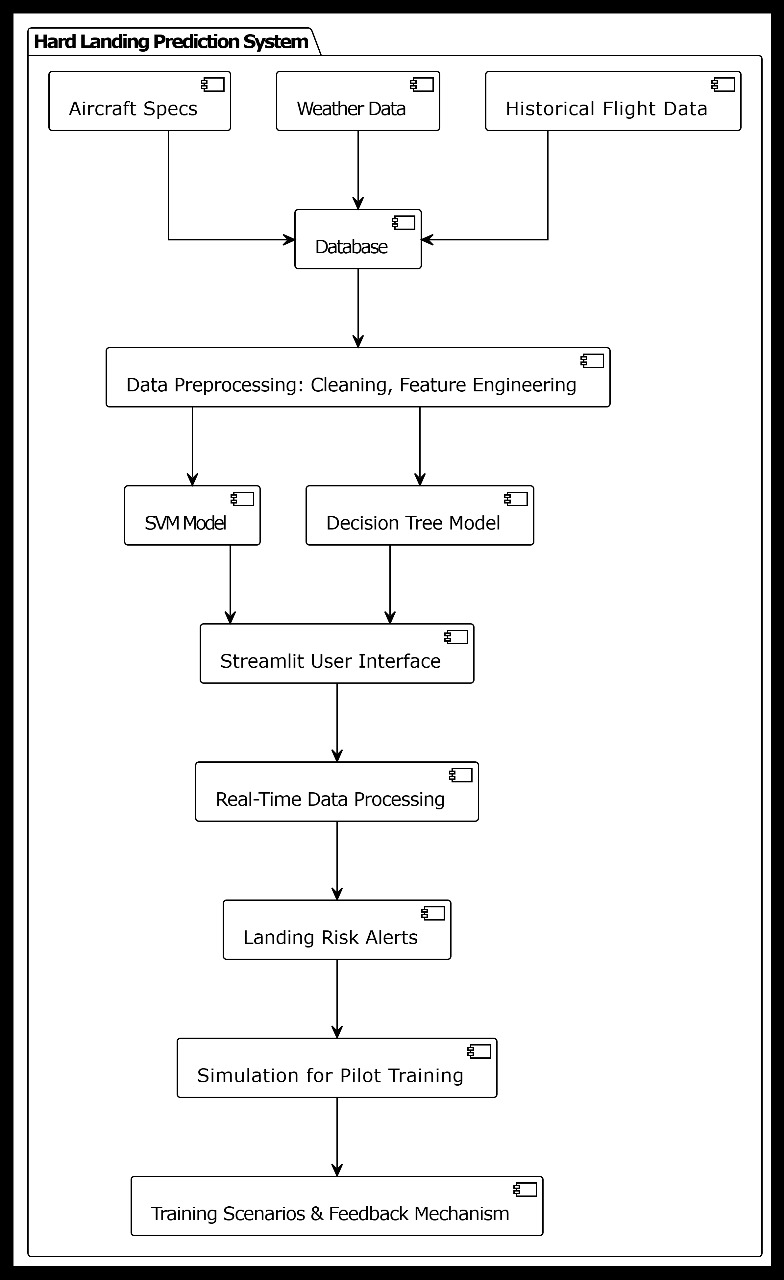 Hard Landing Prediction System
Aircraft Specs
Weather Data
Historical Flight Data
Database
Data Preprocessing: Cleaning, Feature Engineering
SVM Model
Decision Tree Model
Streamlit User Interface
Real-Time Data Processing
Landing Risk Alerts
Simulation for Pilot Training
Training Scenarios & Feedback Mechanism